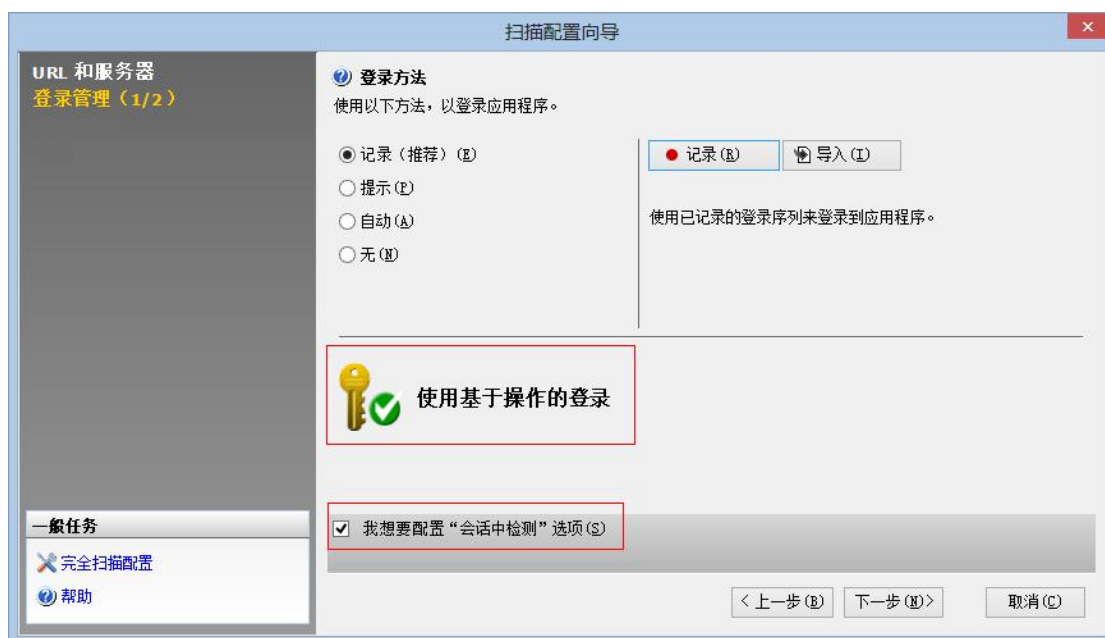 扫描配置向导
URL 和服务器
登录管理（1/2）
登录方法
使用以下方法，以登录应用程序。
记录（推荐）(E)
提示(P)
自动(A)
无(N)
记录(R)
导入(I)
使用已记录的登录序列来登录到应用程序。
使用基于操作的登录
我想要配置“会话中检测”选项(S)
一般任务
完全扫描配置
帮助
<上一步(B)
下一步(N)>
取消(C)